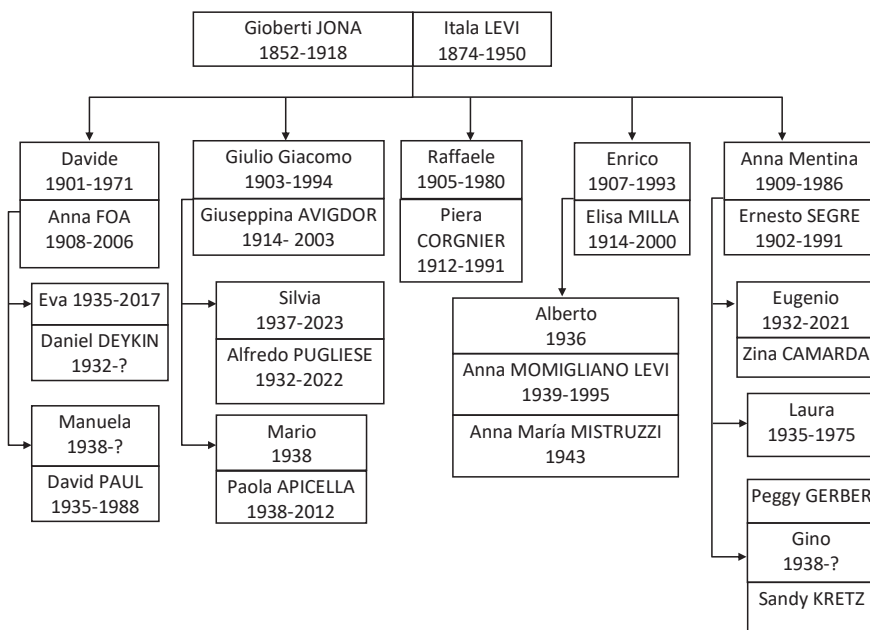 Gioberti JONA
1852-1918
Itala LEVI
1874-1950
Davide
1901-1971
Anna FOA
1908-2006
Eva 1935-2017
Daniel DEYKIN
1932-?
Manuela
1938-?
David PAUL
1935-1988
Giulio Giacomo
1903-1994
Giuseppina AVIGDOR
1914- 2003
Silvia
1937-2023
Alfredo PUGLIESE
1932-2022
Mario
1938
Paola APICELLA
1938-2012
Raffaele
1905-1980
Piera
CORGNIER
1912-1991
Enrico
1907-1993
Elisa MILLA
1914-2000
Alberto
1936
Anna MOMIGLIANO LEVI
1939-1995
Anna María MISTRUZZI
1943
Anna Mentina
1909-1986
Ernesto SEGRE
1902-1991
Eugenio
1932-2021
Zina CAMARDA
Laura
1935-1975
Peggy GERBER
Gino
1938-?
Sandy KRETZ